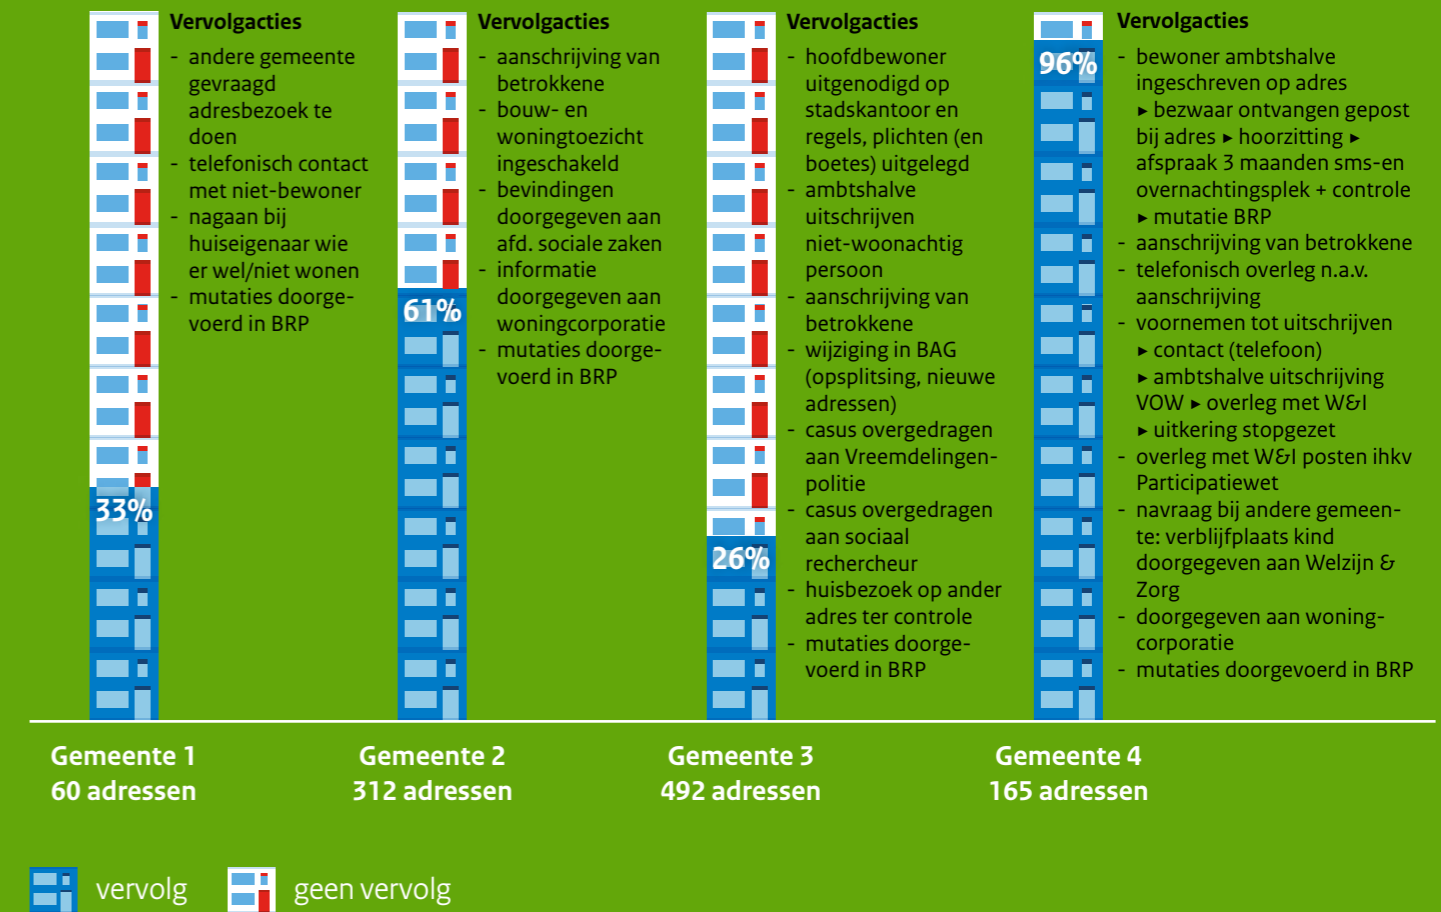 Vervolgacties
- andere gemeente
gevraagd
adresbezoek te
doen
- telefonisch contact
met niet-bewoner
- nagaan bij
huiseigenaar wie
er wel/niet wonen
- mutaties doorge-
voerd in BRP
33%
Gemeente 1
60 adressen
Vervolgacties
- aanschrijving van
betrokkene
- bouw- en
woningtoezicht
ingeschakeld
- bevindingen
doorgegeven aan
afd. sociale zaken
- informatie
doorgegeven aan
woningcorporatie
- mutaties doorge-
voerd in BRP
61%
Gemeente 2
312 adressen
Vervolgacties
- hoofdbewoner
uitgenodigd op
stadskantoor en
regels, plichten (en
boetes) uitgelegd
- ambtshalve
uitschrijven
niet-woonachtig
persoon
- aanschrijving van
betrokkene
- wijziging in BAG
(opsplitsing, nieuwe
adressen)
- casus overgedragen
aan Vreemdelingen-
politie
- casus overgedragen
aan sociaal
rechercheur
- huisbezoek op ander
adres ter controle
- mutaties doorge-
voerd in BRP
26%
Gemeente 3
492 adressen
Vervolgacties
- bewoner ambtshalve
ingeschreven op adres
▸ bezwaar ontvangen gepost
bij adres ▸ hoorzitting ▸
afspraak 3 maanden sms-en
overnachtingsplek + controle
▸ mutatie BRP
- aanschrijving van betrokkene
- telefonisch overleg n.a.v.
aanschrijving
- voornemen tot uitschrijven
▸ contact (telefoon)
▸ ambtshalve uitschrijving
VOW ▸ overleg met W&I
▸ uitkering stopgezet
- overleg met W&I posten ihkv
Participatiewet
- navraag bij andere gemeen-
te: verblijfplaats kind
doorgegeven aan Welzijn &
Zorg
- doorgegeven aan woning-
corporatie
- mutaties doorgevoerd in BRP
96%
Gemeente 4
165 adressen
vervolg
geen vervolg